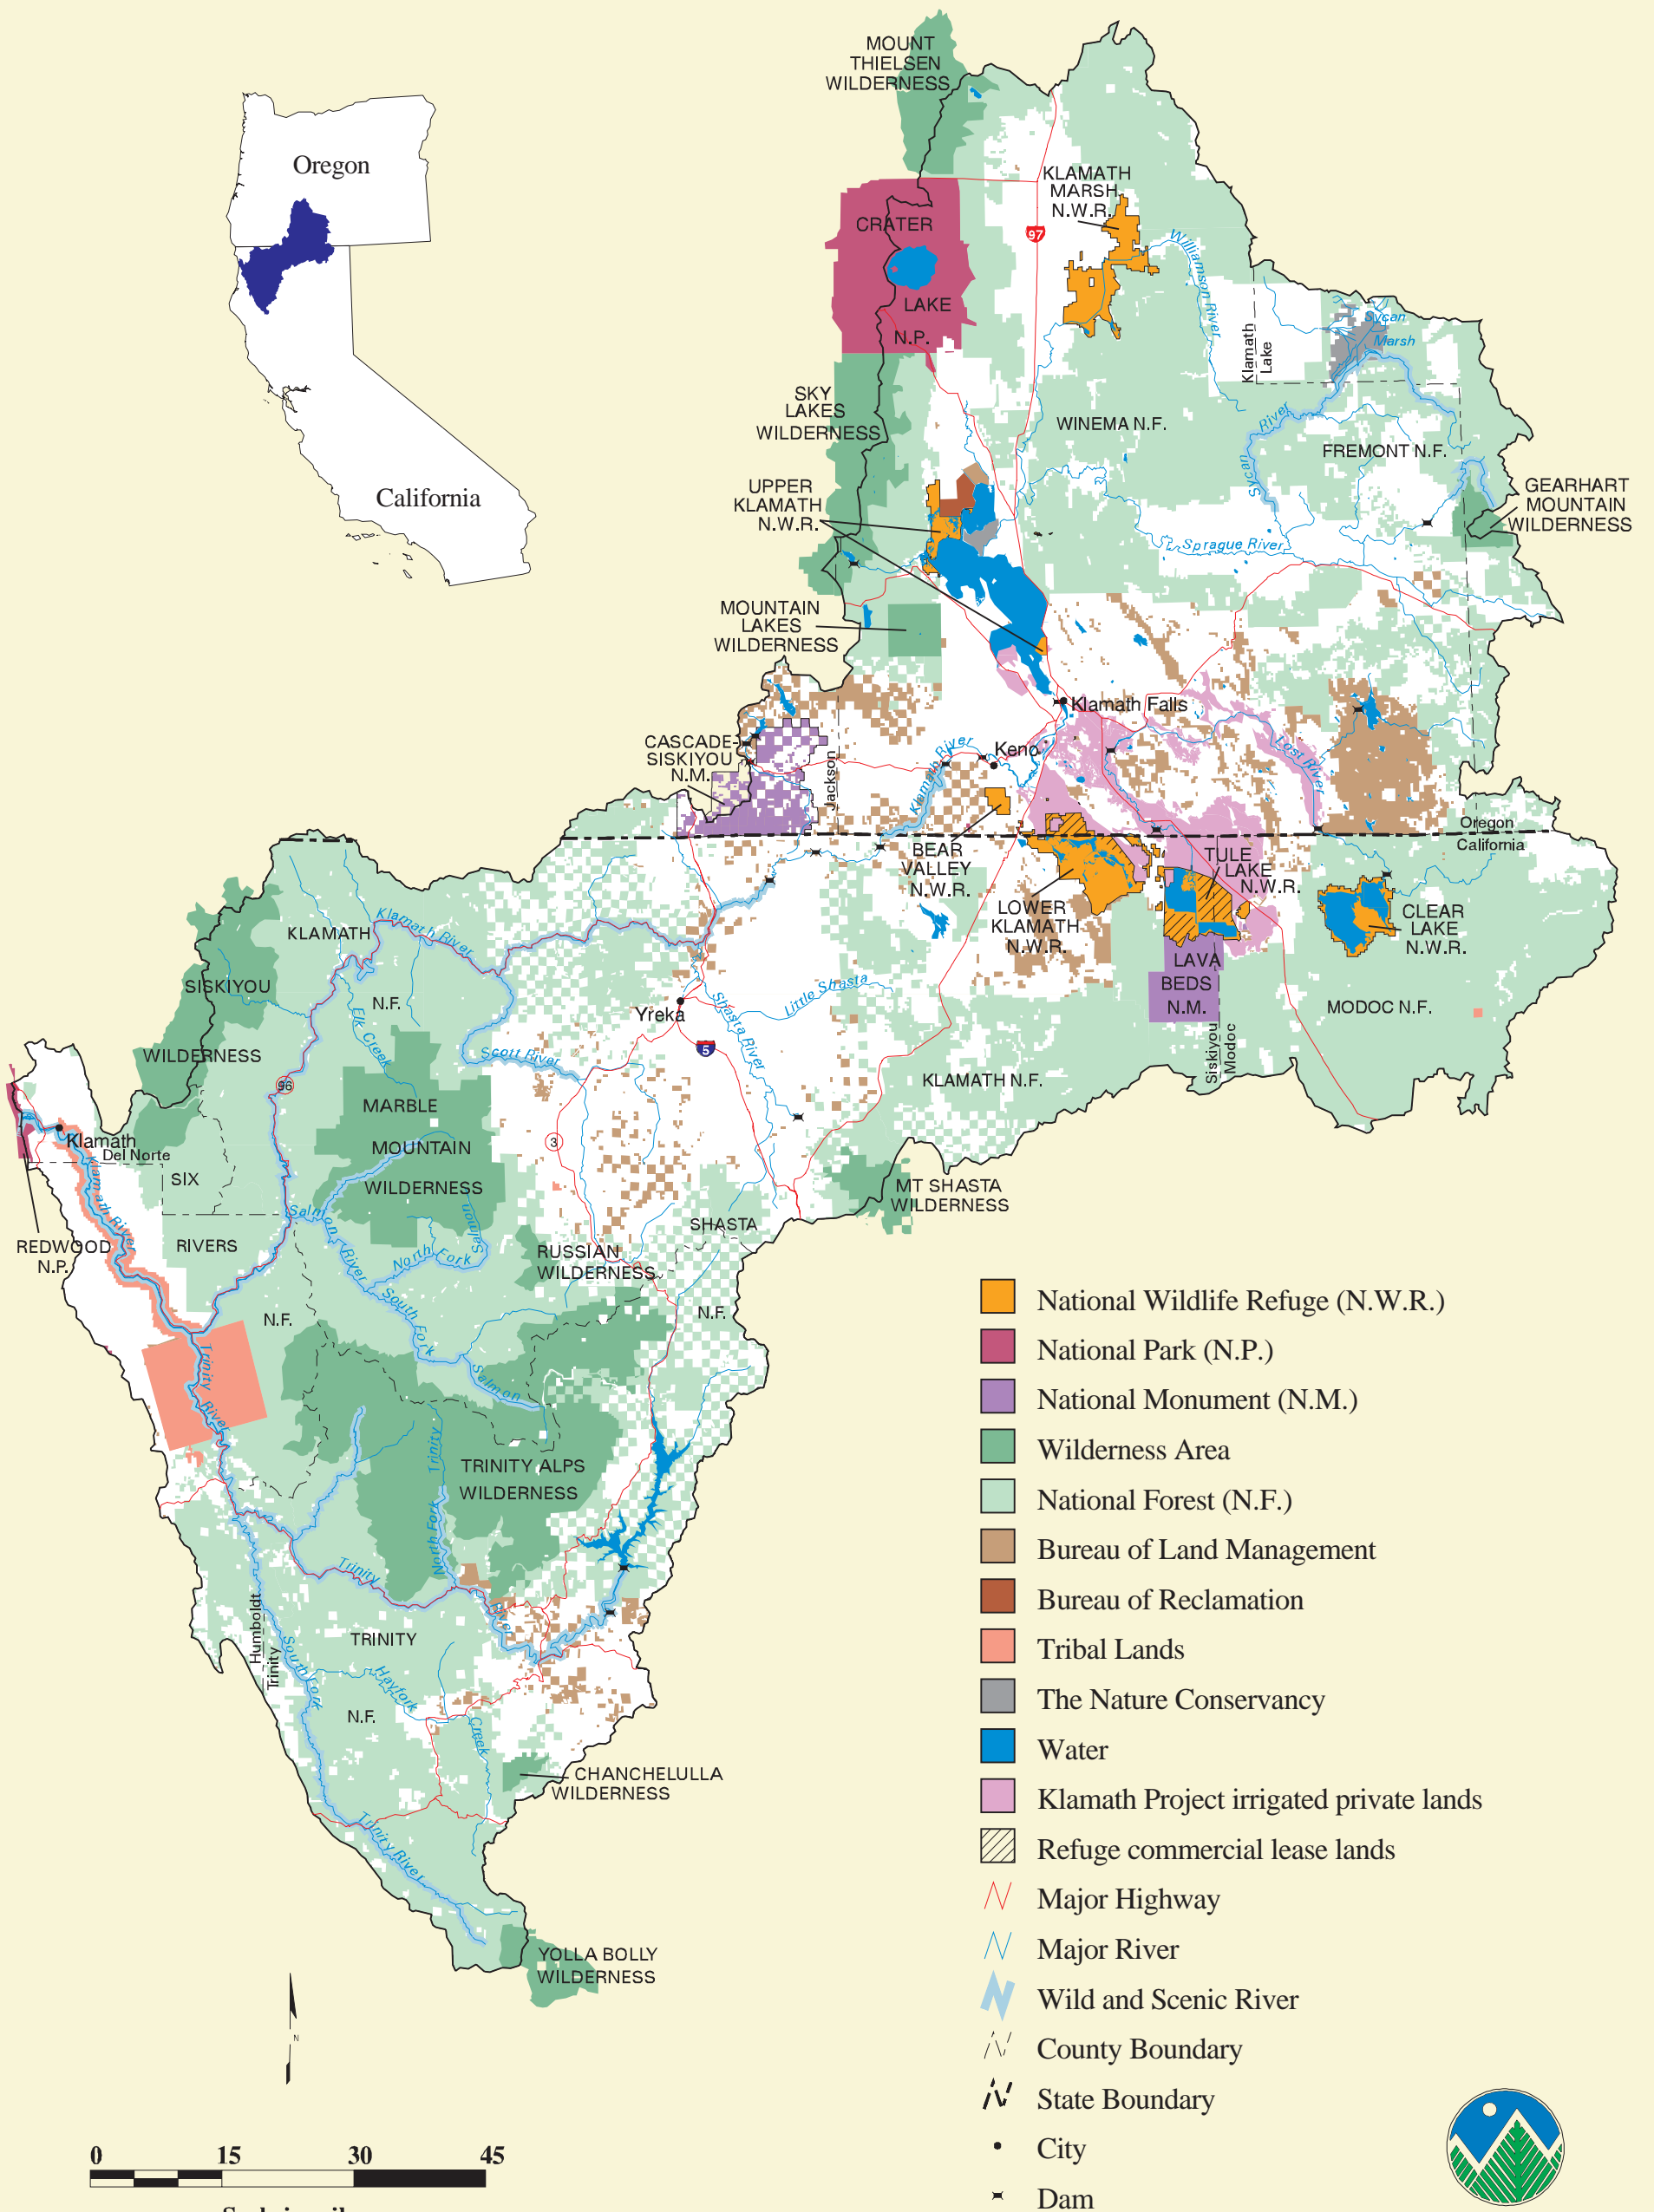 Oregon
California
MOUNT
THIELSEN
WILDERNESS
KLAMATH
MARSH
N.W.R.
97
CRATER
LAKE
N.P.
Williamson River
Klamath
Lake
Sycan
Marsh
SKY
LAKES
WILDERNESS
WINEMA N.F.
Sycan
River
FREMONT N.F.
UPPER
KLAMATH
N.W.R.
GEARHART
MOUNTAIN
WILDERNESS
Sprague River
MOUNTAIN
LAKES
WILDERNESS
Klamath Falls
CASCADE-
SISKIYOU
N.M.
Jackson
Klamath River
Keno
Lost River
Oregon
California
BEAR
VALLEY
N.W.R.
TULE
LAKE
N.W.R.
LOWER
KLAMATH
N.W.R.
CLEAR
LAKE
N.W.R.
LAVA
BEDS
N.M.
Siskiyou
Modoc
MODOC N.F.
KLAMATH
N.F.
Klamath River
SISKIYOU
WILDERNESS
Elk Creek
Yreka
Shasta River
Little Shasta
5
Scott River
96
3
KLAMATH N.F.
MARBLE
MOUNTAIN
WILDERNESS
Klamath
Del Norte
Klamath River
SIX
RIVERS
N.F.
REDWOOD
N.P.
Salmon River
North Fork
Salmon
South Fork
Salmon
MT SHASTA
WILDERNESS
SHASTA
N.F.
RUSSIAN
WILDERNESS
Trinity
River
TRINITY ALPS
WILDERNESS
North Fork
Trinity
Trinity
River
Humboldt
Trinity
South Fork
TRINITY
N.F.
Hayfork
Creek
CHANCHELULLA
WILDERNESS
Trinity River
YOLLA BOLLY
WILDERNESS
N
National Wildlife Refuge (N.W.R.)
National Park (N.P.)
National Monument (N.M.)
Wilderness Area
National Forest (N.F.)
Bureau of Land Management
Bureau of Reclamation
Tribal Lands
The Nature Conservancy
Water
Klamath Project irrigated private lands
Refuge commercial lease lands
Major Highway
Major River
Wild and Scenic River
County Boundary
State Boundary
City
Dam
0 15 30 45